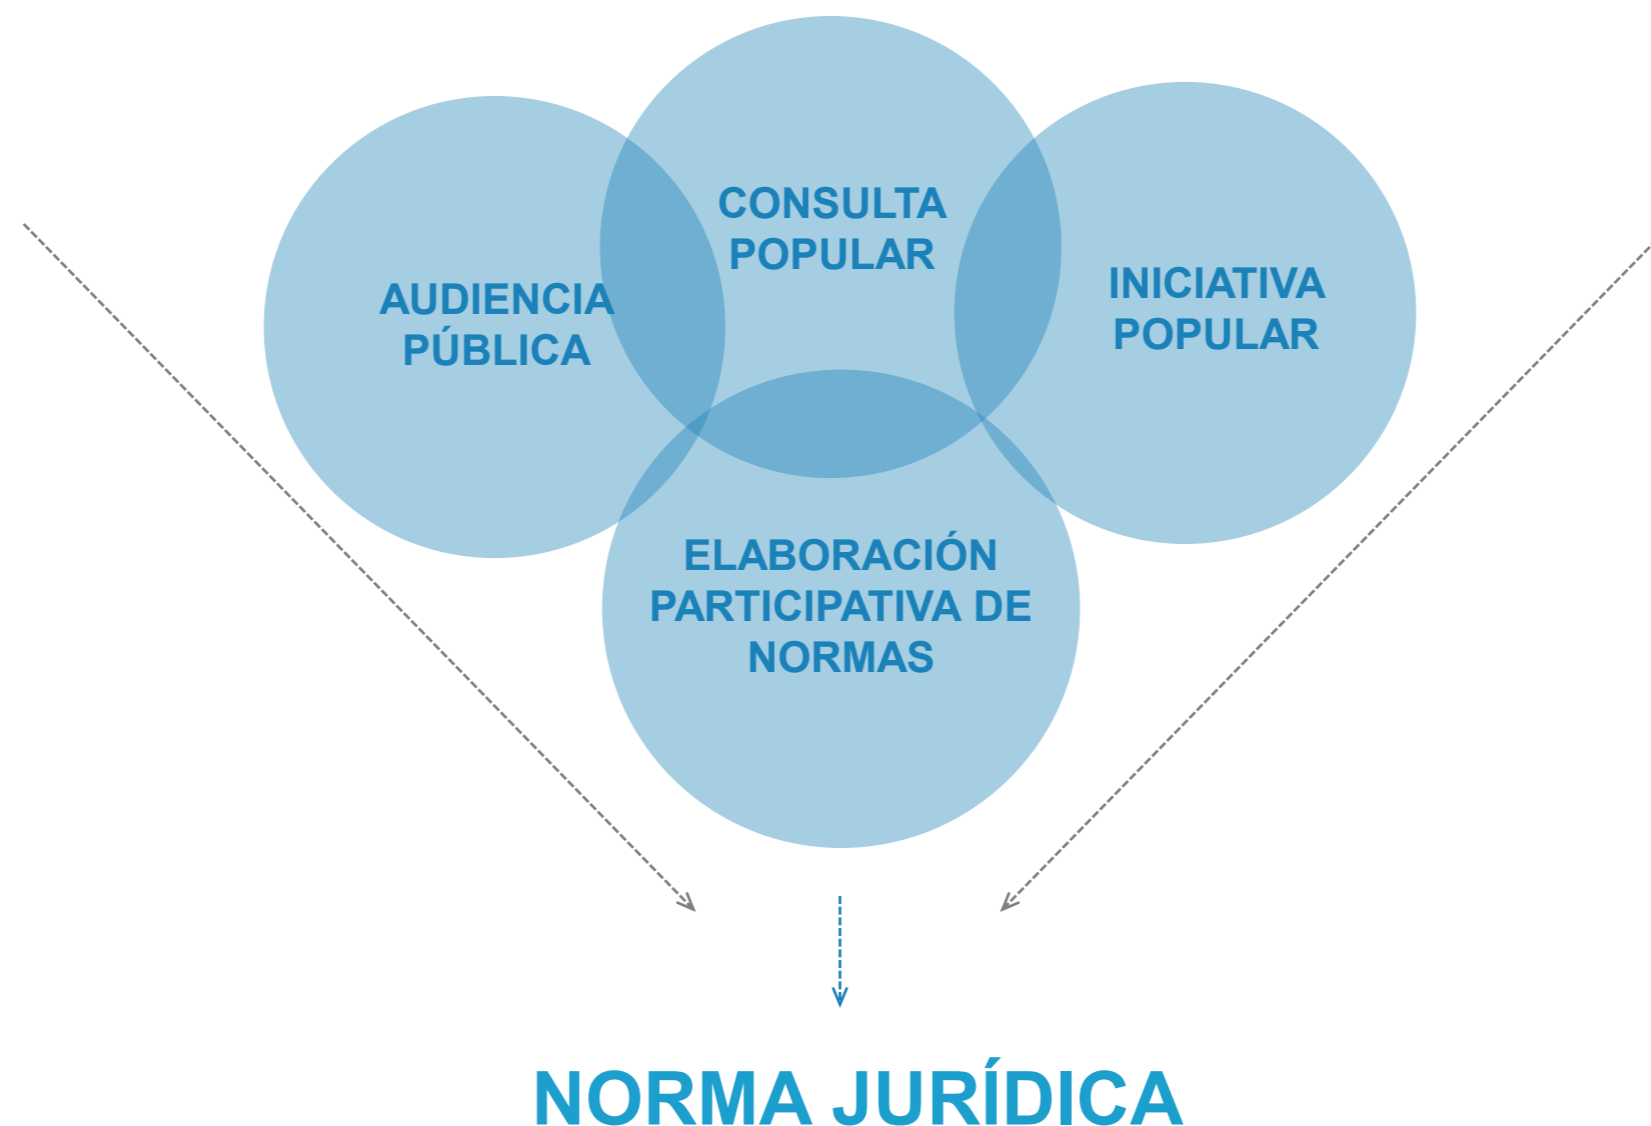 CONSULTA
POPULAR
AUDIENCIA
PÚBLICA
INICIATIVA
POPULAR
ELABORACIÓN
PARTICIPATIVA DE
NORMAS
NORMA JURÍDICA